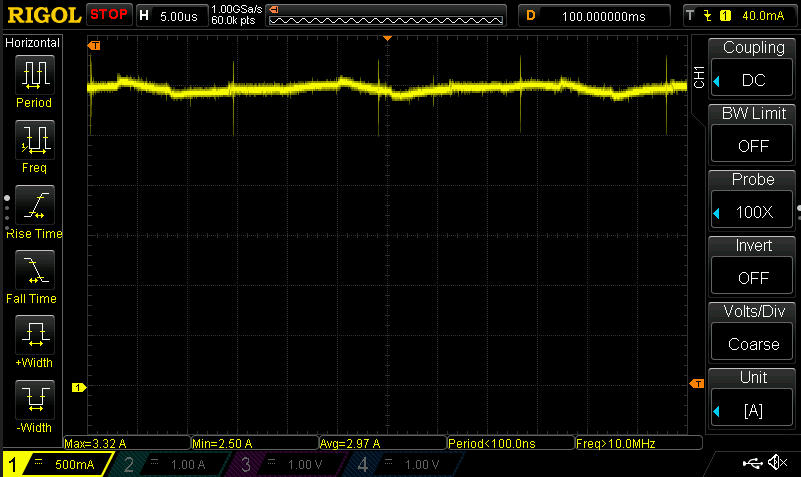 RIGOL STOP H 5.00us 1.00GSa/s 60.0k pts D 100.000000ms T 1 40.0mA
Horizontal
Period
Freq
Rise Time
Fall Time
+Width
-Width
T
1
T
Max=3.32 A Min=2.50 A Avg=2.97 A Period<100.0ns Freq>10.0MHz
1 500mA 2 1.00 A 3 1.00 V 4 1.00 V
CH1
Coupling
DC
BW Limit
OFF
Probe
100X
Invert
OFF
Volts/Div
Coarse
Unit
[A]